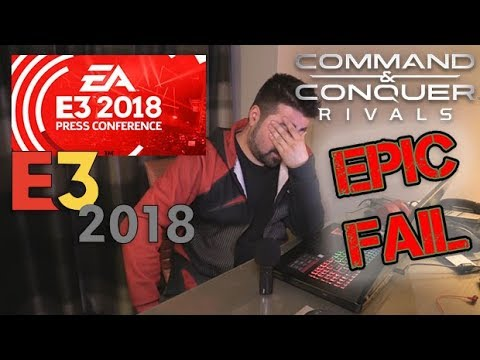 EA
E3 2018
PRESS CONFERENCE
E3
2018
COMMAND
&
CONQUER
RIVALS
EPIC
FAIL